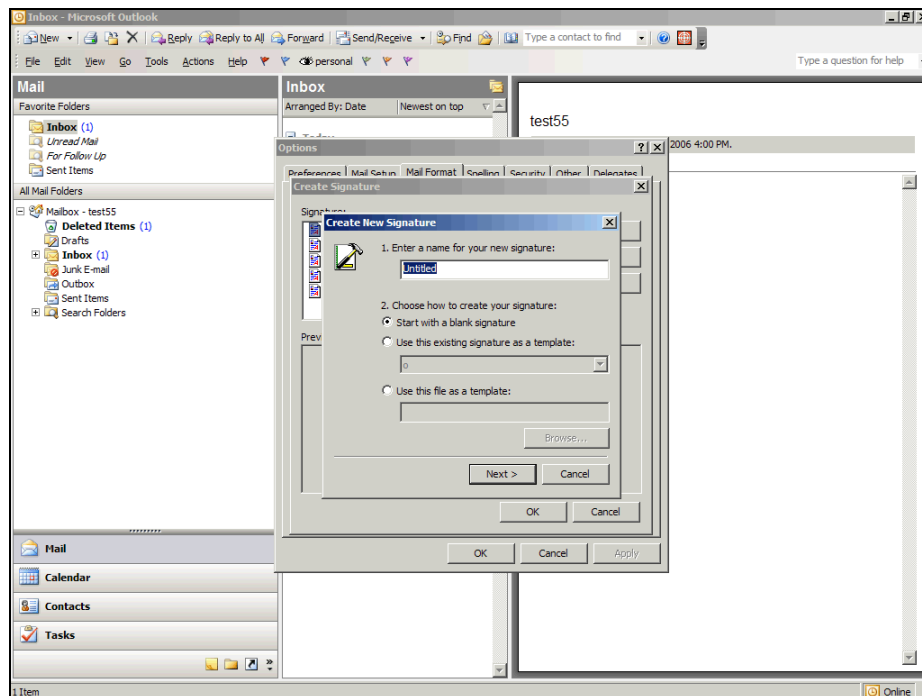 Inbox - Microsoft Outlook
New Reply Reply to All Forward Send/Receive Find Type a contact to find
File Edit View Go Tools Actions Help personal Type a question for help
Mail
Favorite Folders
Inbox (1)
Unread Mail
For Follow Up
Sent Items
All Mail Folders
Mailbox - test55
Deleted Items (1)
Drafts
Inbox (1)
Junk E-mail
Outbox
Sent Items
Search Folders
Mail
Calendar
Contacts
Tasks
1 Item
Inbox
Arranged By: Date Newest on top
Today
test55
2006 4:00 PM.
Options
Preferences Mail Setup Mail Format Spelling Security Other Delegates
Create Signature
Signature:
Create New Signature
1. Enter a name for your new signature:
Untitled
2. Choose how to create your signature:
Start with a blank signature
Use this existing signature as a template:
o
Use this file as a template:
Browse...
Next > Cancel
Prev
OK Cancel
OK Cancel Apply
Online